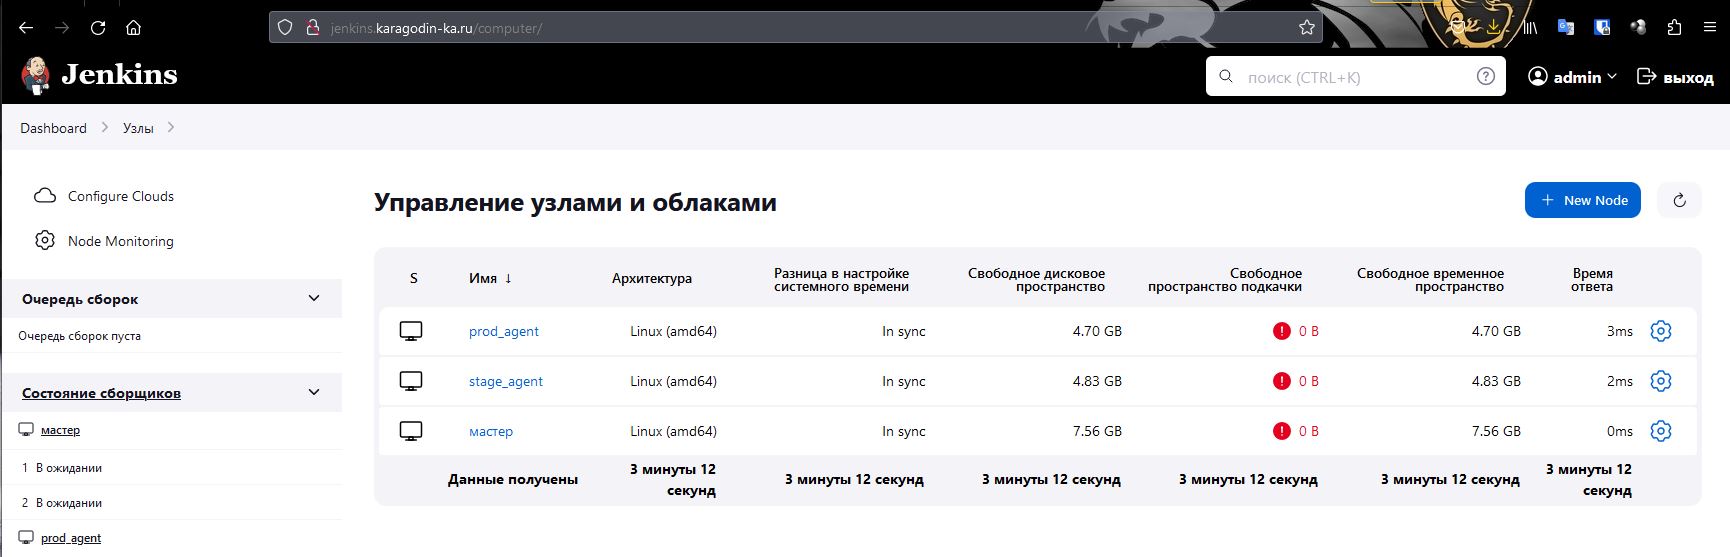 jenkins.karagodin-ka.ru/computer/
Jenkins
поиск (CTRL+K)
?
admin
выход
Dashboard
Узлы
Configure Clouds
Node Monitoring
Очередь сборок
Очередь сборок пуста
Состояние сборщиков
мастер
1 В ожидании
2 В ожидании
prod_agent
Управление узлами и облаками
+ New Node
S
Имя ↓
Архитектура
Разница в настройке
системного времени
Свободное дисковое
пространство
Свободное
пространство подкачки
Свободное временное
пространство
Время
ответа
prod_agent Linux (amd64) In sync 4.70 GB ! 0 B 4.70 GB 3ms
stage_agent Linux (amd64) In sync 4.83 GB ! 0 B 4.83 GB 2ms
мастер Linux (amd64) In sync 7.56 GB ! 0 B 7.56 GB 0ms
Данные получены
3 минуты 12
секунд
3 минуты 12 секунд
3 минуты 12 секунд
3 минуты 12 секунд
3 минуты 12 секунд
3 минуты 12
секунд